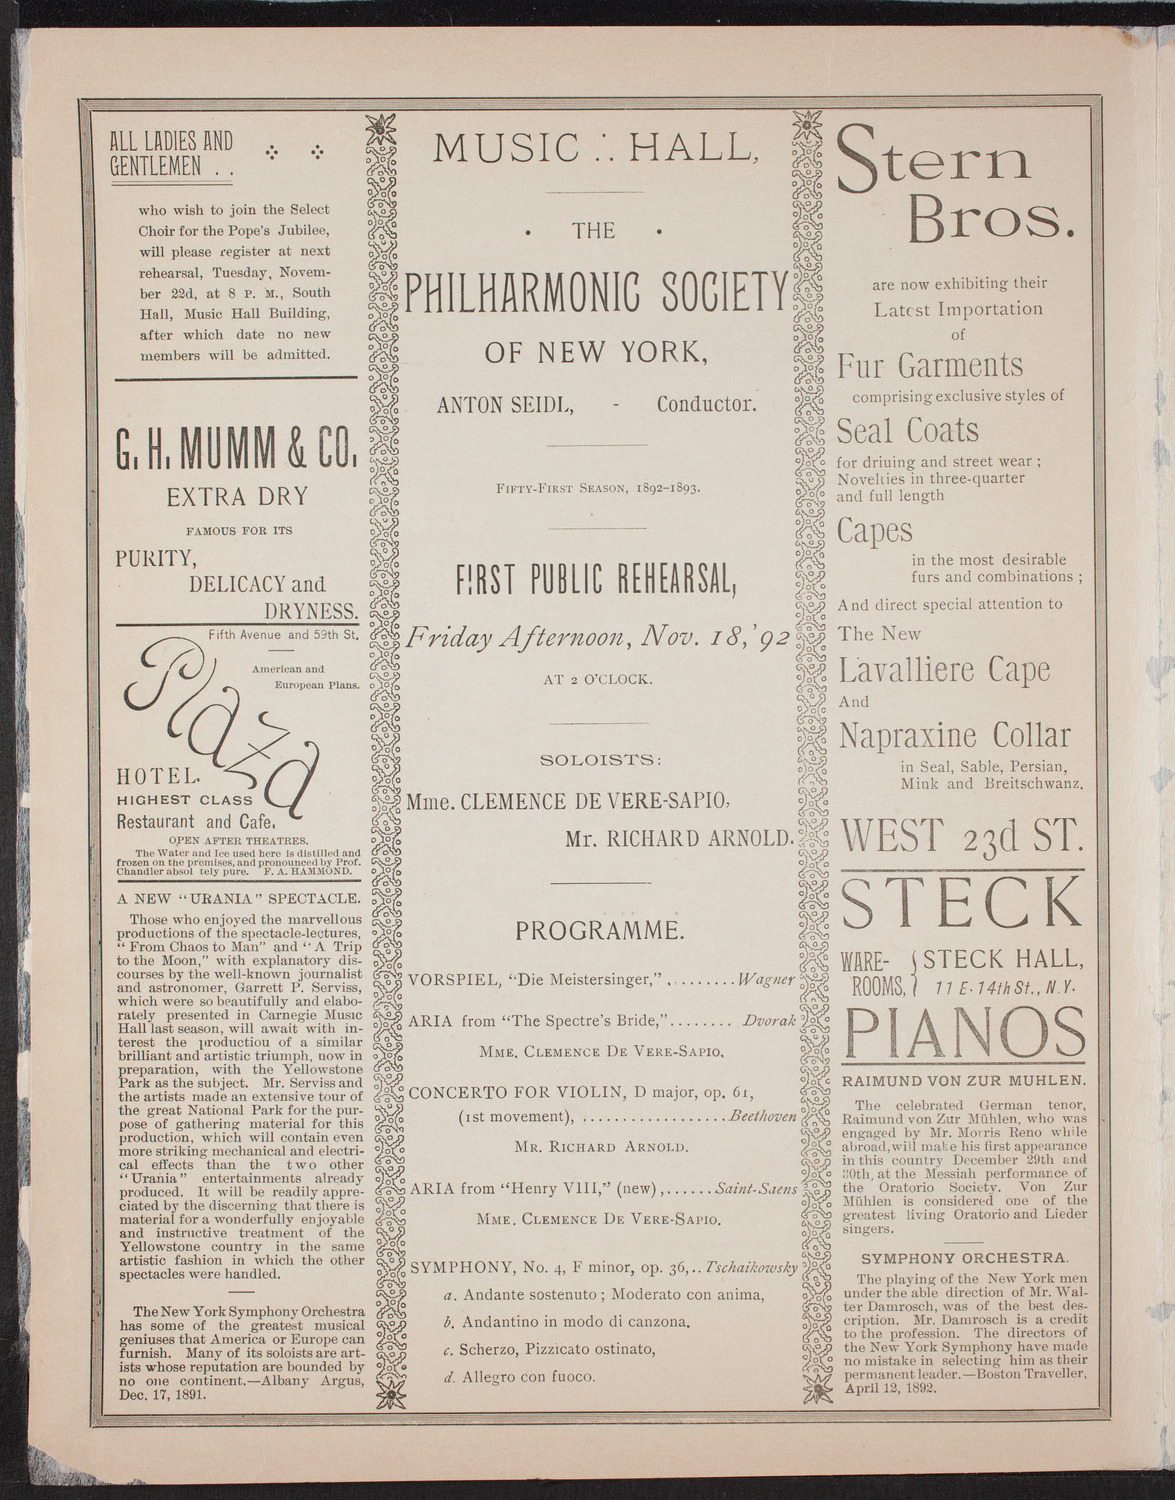 ALL LADIES AND
GENTLEMEN . .
who wish to join the Select
Choir for the Pope's Jubilee,
will please register at next
rehearsal, Tuesday, Novem-
ber 22d, at 8 P. M., South
Hall, Music Hall Building,
after which date no new
members will be admitted.
G. H. MUMM & CO.
EXTRA DRY
FAMOUS FOR ITS
PURITY,
DELICACY and
DRYNESS.
Fifth Avenue and 59th St.
American and
European Plans.
Plaza
HOTEL.
HIGHEST CLASS
Restaurant and Cafe.
OPEN AFTER THEATRES.
The Water and Ice used here is distilled and
frozen on the premises, and pronounced by Prof.
Chandler absol tely pure. F. A. HAMMOND.
A NEW "URANIA" SPECTACLE.
Those who enjoyed the marvellous
productions of the spectacle-lectures,
"From Chaos to Man" and "A Trip
to the Moon," with explanatory dis-
courses by the well-known journalist
and astronomer, Garrett P. Serviss,
which were so beautifully and elabo-
rately presented in Carnegie Music
Hall last season, will await with in-
terest the production of a similar
brilliant and artistic triumph, now in
preparation, with the Yellowstone
Park as the subject. Mr. Serviss and
the artists made an extensive tour of
the great National Park for the pur-
pose of gathering material for this
production, which will contain even
more striking mechanical and electri-
cal effects than the two other
"Urania" entertainments already
produced. It will be readily appre-
ciated by the discerning that there is
material for a wonderfully enjoyable
and instructive treatment of the
Yellowstone country in the same
artistic fashion in which the other
spectacles were handled.
The New York Symphony Orchestra
has some of the greatest musical
geniuses that America or Europe can
furnish. Many of its soloists are art-
ists whose reputation are bounded by
no one continent.—Albany Argus,
Dec. 17, 1891.
MUSIC ∴ HALL,
· THE ·
PHILHARMONIC SOCIETY
OF NEW YORK,
ANTON SEIDL, - Conductor.
FIFTY-FIRST SEASON, 1892–1893.
FIRST PUBLIC REHEARSAL,
Friday Afternoon, Nov. 18, '92
AT 2 O'CLOCK.
SOLOISTS:
Mme. CLEMENCE DE VERE-SAPIO,
Mr. RICHARD ARNOLD.
PROGRAMME.
VORSPIEL, "Die Meistersinger," . ........ Wagner
ARIA from "The Spectre's Bride,"........ Dvorak
MME. CLEMENCE DE VERE-SAPIO.
CONCERTO FOR VIOLIN, D major, op. 61,
(1st movement), ..................Beethoven
MR. RICHARD ARNOLD.
ARIA from "Henry VIII," (new) ,......Saint-Saens
MME. CLEMENCE DE VERE-SAPIO.
SYMPHONY, No. 4, F minor, op. 36,.. Tschaikowsky
a. Andante sostenuto ; Moderato con anima,
b. Andantino in modo di canzona,
c. Scherzo, Pizzicato ostinato,
d. Allegro con fuoco.
Stern
Bros.
are now exhibiting their
Latest Importation
of
Fur Garments
comprising exclusive styles of
Seal Coats
for driuing and street wear ;
Novelties in three-quarter
and full length
Capes
in the most desirable
furs and combinations ;
And direct special attention to
The New
Lavalliere Cape
And
Napraxine Collar
in Seal, Sable, Persian,
Mink and Breitschwanz.
WEST 23d ST.
STECK
WARE- STECK HALL,
ROOMS, 11 E. 14th St., N.Y.
PIANOS
RAIMUND VON ZUR MUHLEN.
The celebrated German tenor,
Raimund von Zur Mühlen, who was
engaged by Mr. Morris Reno while
abroad, will make his first appearance
in this country December 29th and
30th, at the Messiah performance of
the Oratorio Society. Von Zur
Mühlen is considered one of the
greatest living Oratorio and Lieder
singers.
SYMPHONY ORCHESTRA.
The playing of the New York men
under the able direction of Mr. Wal-
ter Damrosch, was of the best des-
cription. Mr. Damrosch is a credit
to the profession. The directors of
the New York Symphony have made
no mistake in selecting him as their
permanent leader.—Boston Traveller,
April 12, 1892.